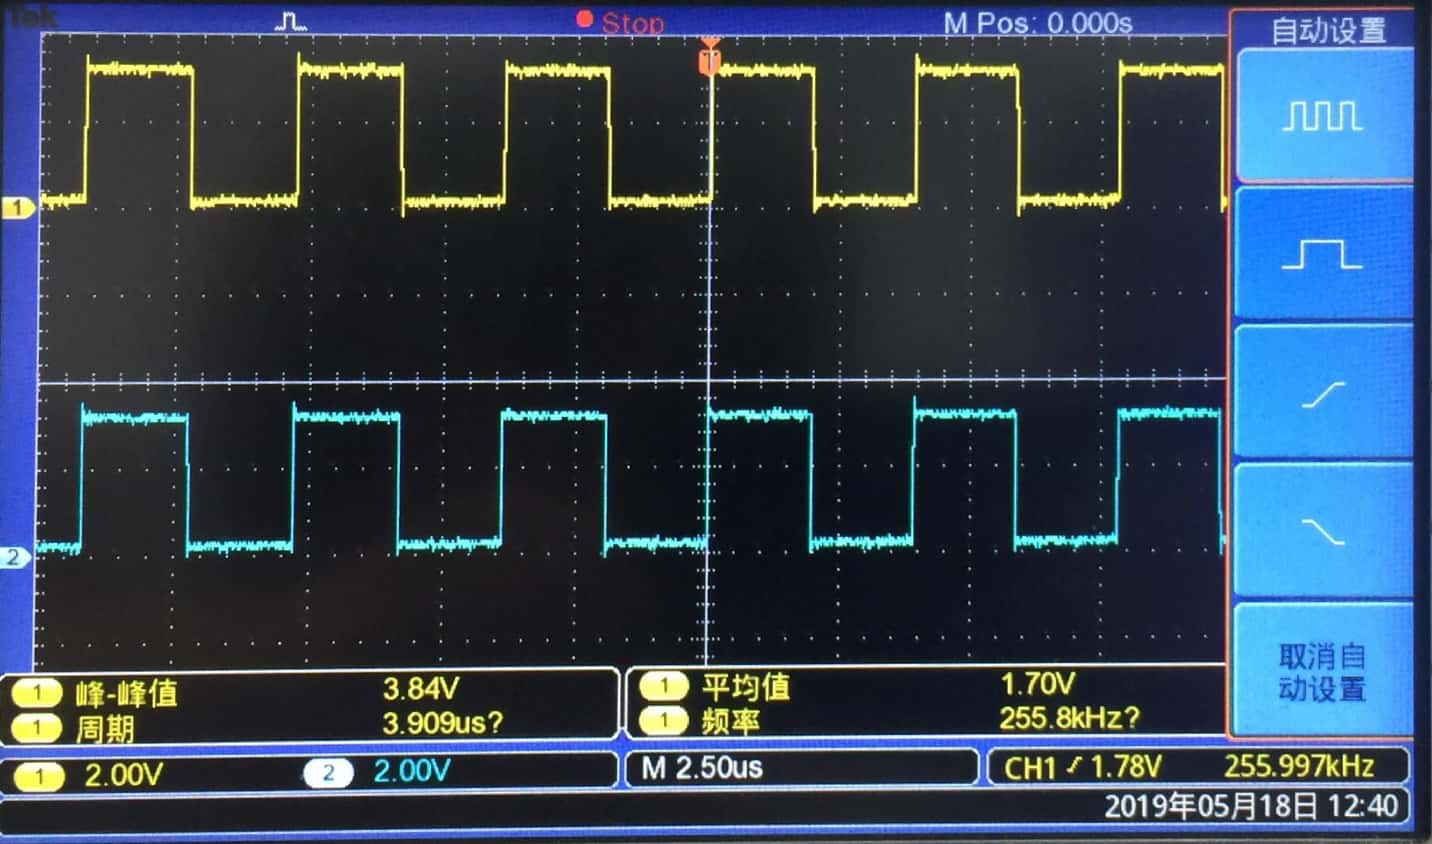 Tek
Stop
M Pos: 0.000s
自动设置
T
1
2
取消自
动设置
1 峰-峰值 3.84V
1 周期 3.909us?
1 平均值 1.70V
1 频率 255.8kHz?
1 2.00V 2 2.00V
M 2.50us
CH1 1.78V 255.997kHz
2019年05月18日 12:40